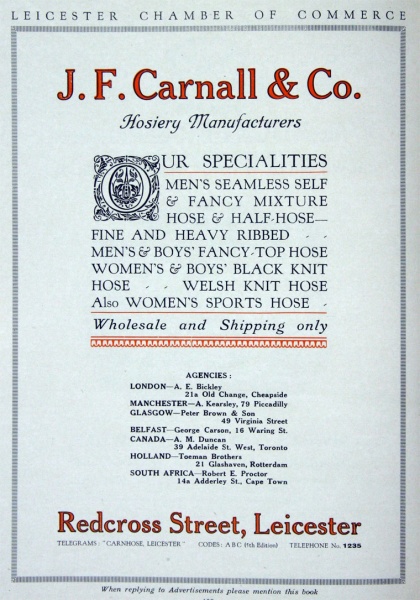 LEICESTER CHAMBER OF COMMERCE
J. F. Carnall & Co.
Hosiery Manufacturers
OUR SPECIALITIES
MEN'S SEAMLESS SELF
& FANCY MIXTURE
HOSE & HALF-HOSE—
FINE AND HEAVY RIBBED - -
MEN'S & BOYS' FANCY-TOP HOSE
WOMEN'S & BOYS' BLACK KNIT
HOSE - - WELSH KNIT HOSE
Also WOMEN'S SPORTS HOSE -
Wholesale and Shipping only
AGENCIES:
LONDON—A. E. Bickley
21a Old Change, Cheapside
MANCHESTER—A. Kearsley, 79 Piccadilly
GLASGOW—Peter Brown & Son
49 Virginia Street
BELFAST—George Carson, 16 Waring St.
CANADA—A. M. Duncan
39 Adelaide St. West, Toronto
HOLLAND—Toeman Brothers
21 Glashaven, Rotterdam
SOUTH AFRICA—Robert E. Proctor
14a Adderley St., Cape Town
Redcross Street, Leicester
TELEGRAMS: "CARNHOSE, LEICESTER" CODES: A B C (5th Edition) TELEPHONE No. 1235
When replying to Advertisements please mention this book